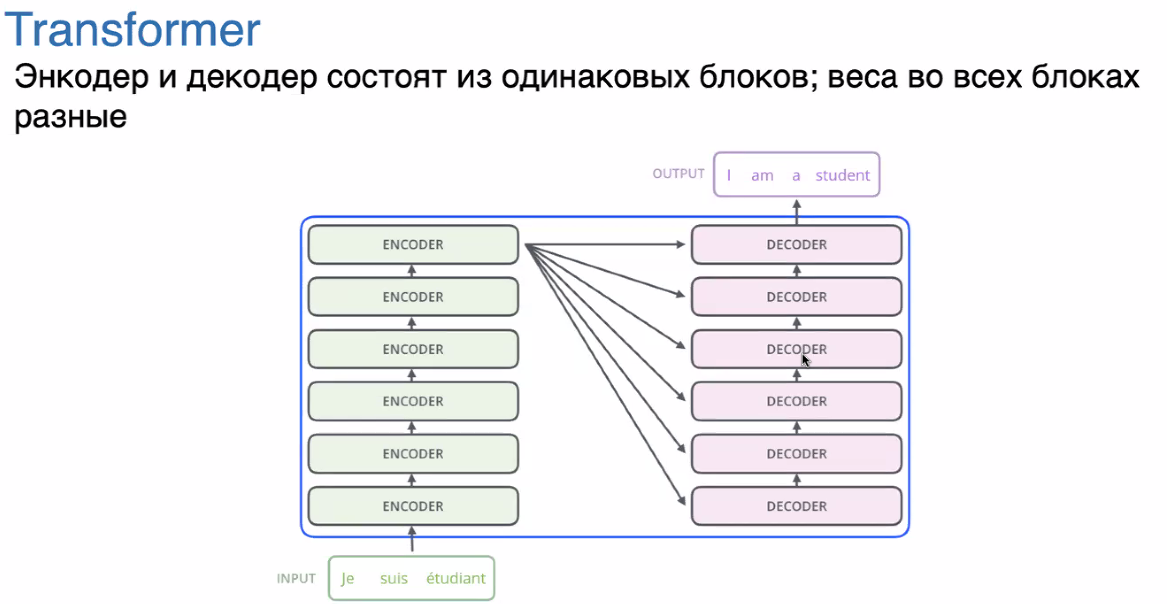 Transformer
Энкодер и декодер состоят из одинаковых блоков; веса во всех блоках
разные
OUTPUT I am a student
ENCODER DECODER
ENCODER DECODER
ENCODER DECODER
ENCODER DECODER
ENCODER DECODER
ENCODER DECODER
INPUT Je suis étudiant